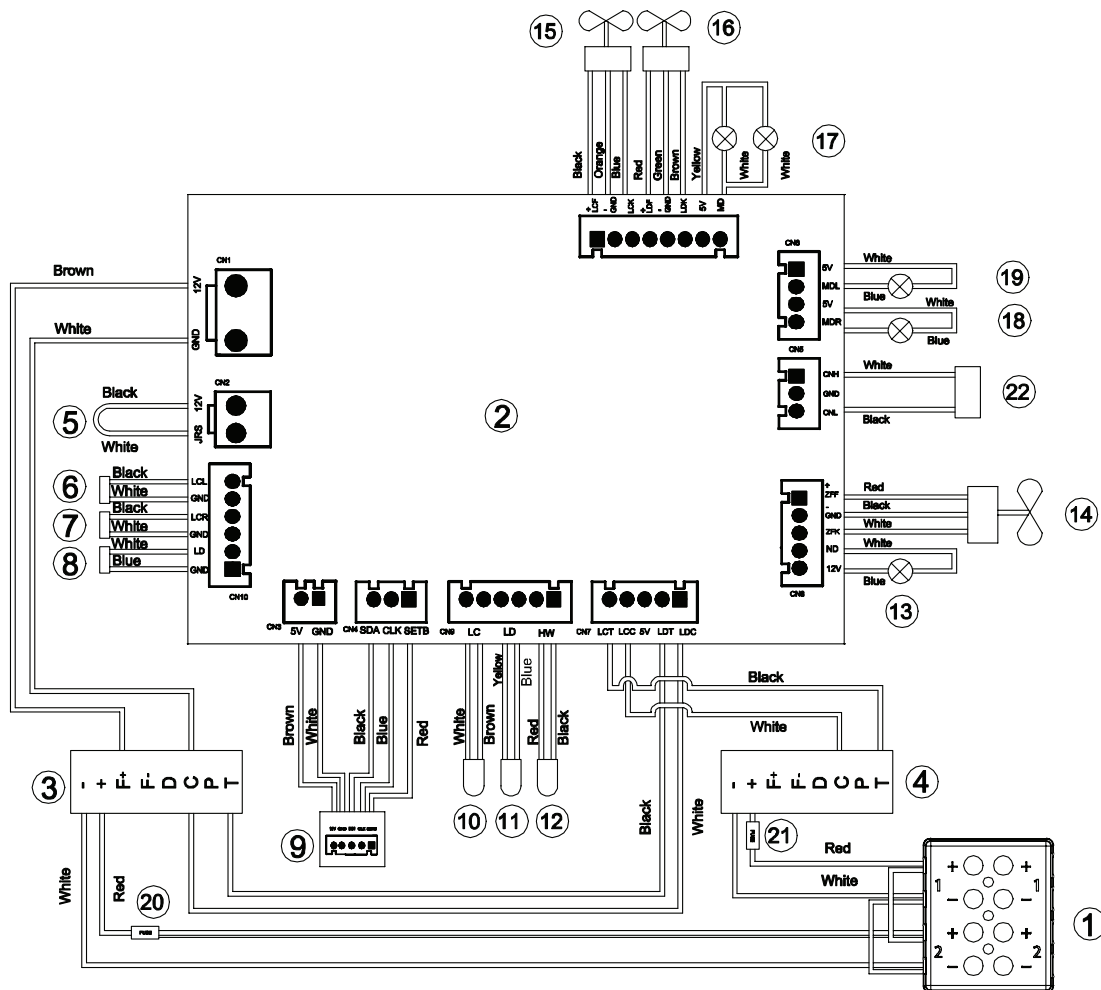 15
16
17
Black
Orange
Blue
Red
Green
Brown
Yellow
White
White
+
LCF
-
GND
LCK
+
LDF
-
GND
LDK
5V
MD
Brown
12V
CN1
White
GND
Black
12V
CN2
5
JRS
White
2
CN6
5V
White
19
MDL
Blue
5V
White
18
MDR
Blue
CN5
CNH
White
GND
22
CNL
Black
6
Black
LCL
White
GND
7
Black
LCR
White
GND
8
White
LD
Blue
GND
CN10
+
ZFF
Red
-
GND
Black
14
ZFK
White
ND
White
12V
Blue
CN8
13
CN3
5V
GND
CN4
SDA
CLK
SETB
CN9
LC
LD
HW
CN7
LCT
LCC
5V
LDT
LDC
Brown
White
Black
Blue
Red
White
Brown
Yellow
Blue
Red
Black
Black
White
3
-
+
F+
F-
D
C
P
T
4
-
+
F+
F-
D
C
P
T
9
10
11
12
Black
White
21
FUSE
Red
White
White
Red
20
FUSE
1
+
+
1
1
-
-
+
+
2
2
-
-